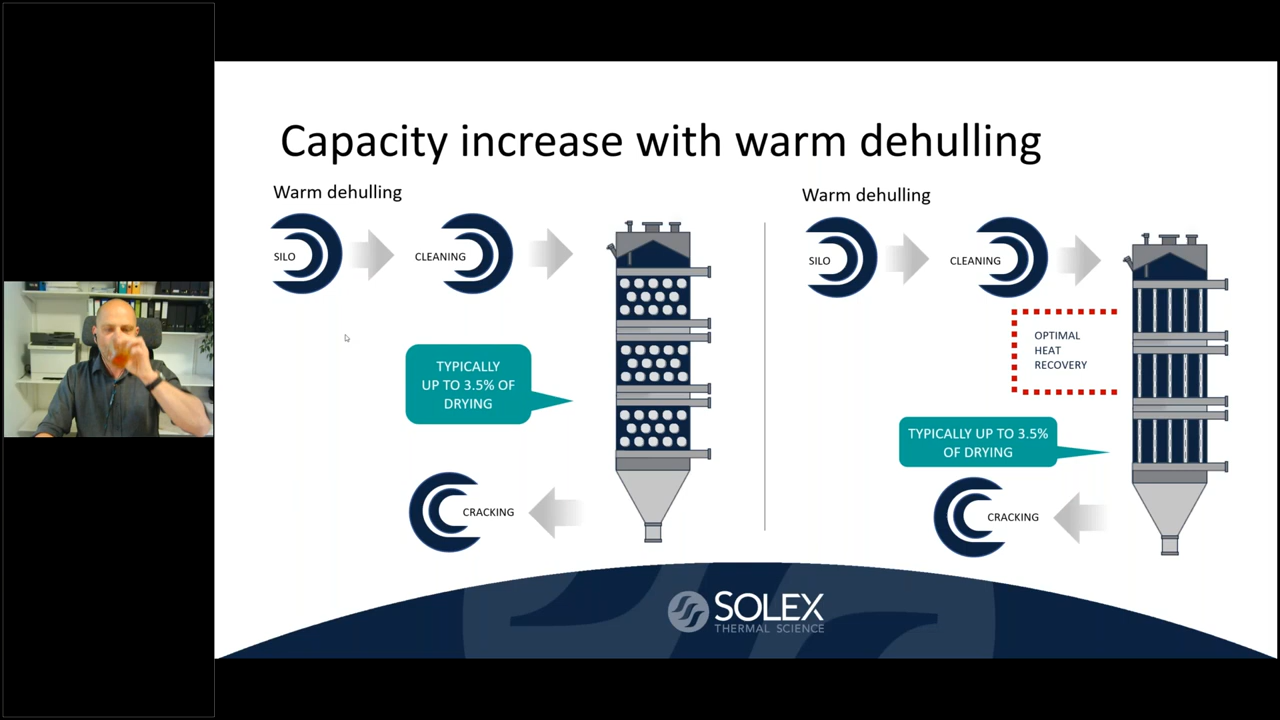 Capacity increase with warm dehulling
Warm dehulling
SILO
CLEANING
TYPICALLY
UP TO 3.5% OF
DRYING
CRACKING
Warm dehulling
SILO
CLEANING
OPTIMAL
HEAT
RECOVERY
TYPICALLY UP TO 3.5%
OF DRYING
CRACKING
SOLEX
THERMAL SCIENCE